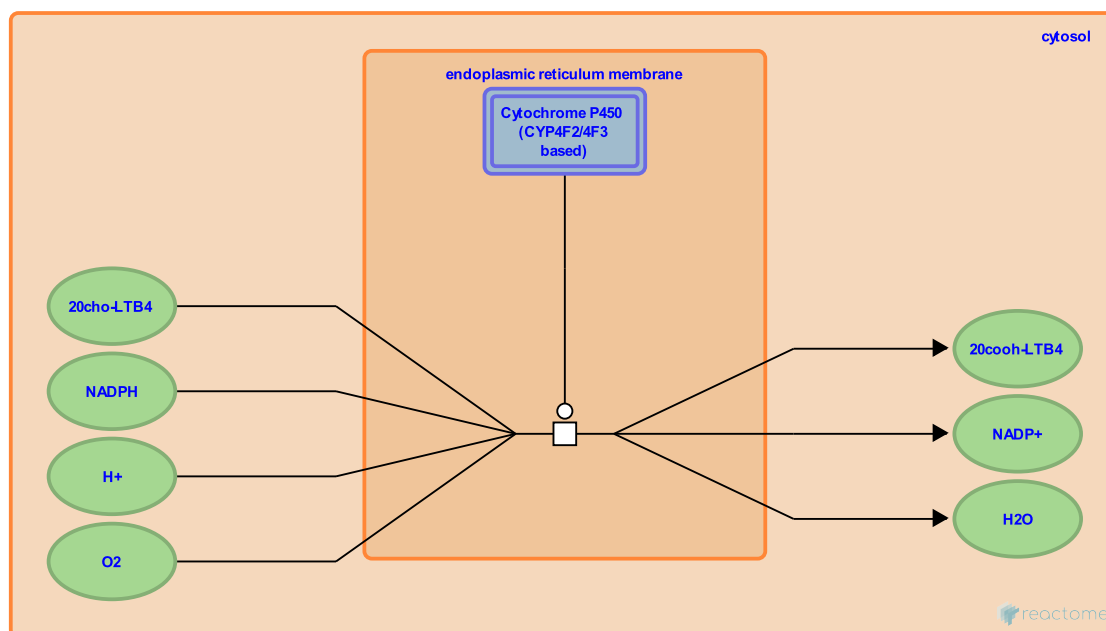 cytosol
endoplasmic reticulum membrane
Cytochrome P450
(CYP4F2/4F3
based)
20cho-LTB4
NADPH
H+
O2
20cooh-LTB4
NADP+
H2O
reactome